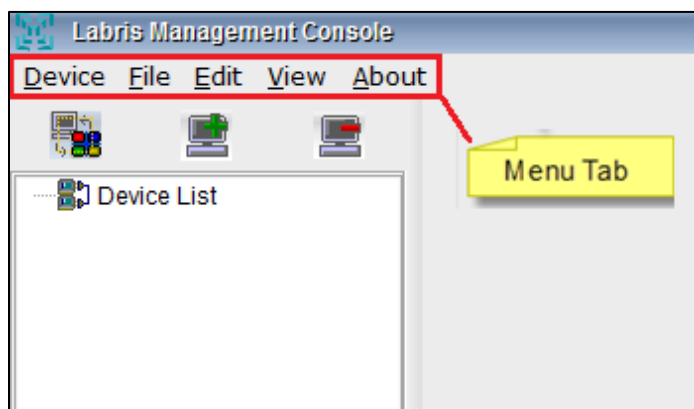 Labris Management Console
Device File Edit View About
Menu Tab
Device List